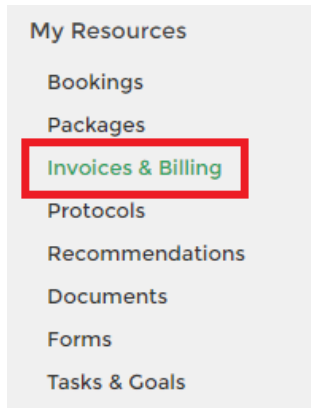 My Resources
Bookings
Packages
Invoices & Billing
Protocols
Recommendations
Documents
Forms
Tasks & Goals